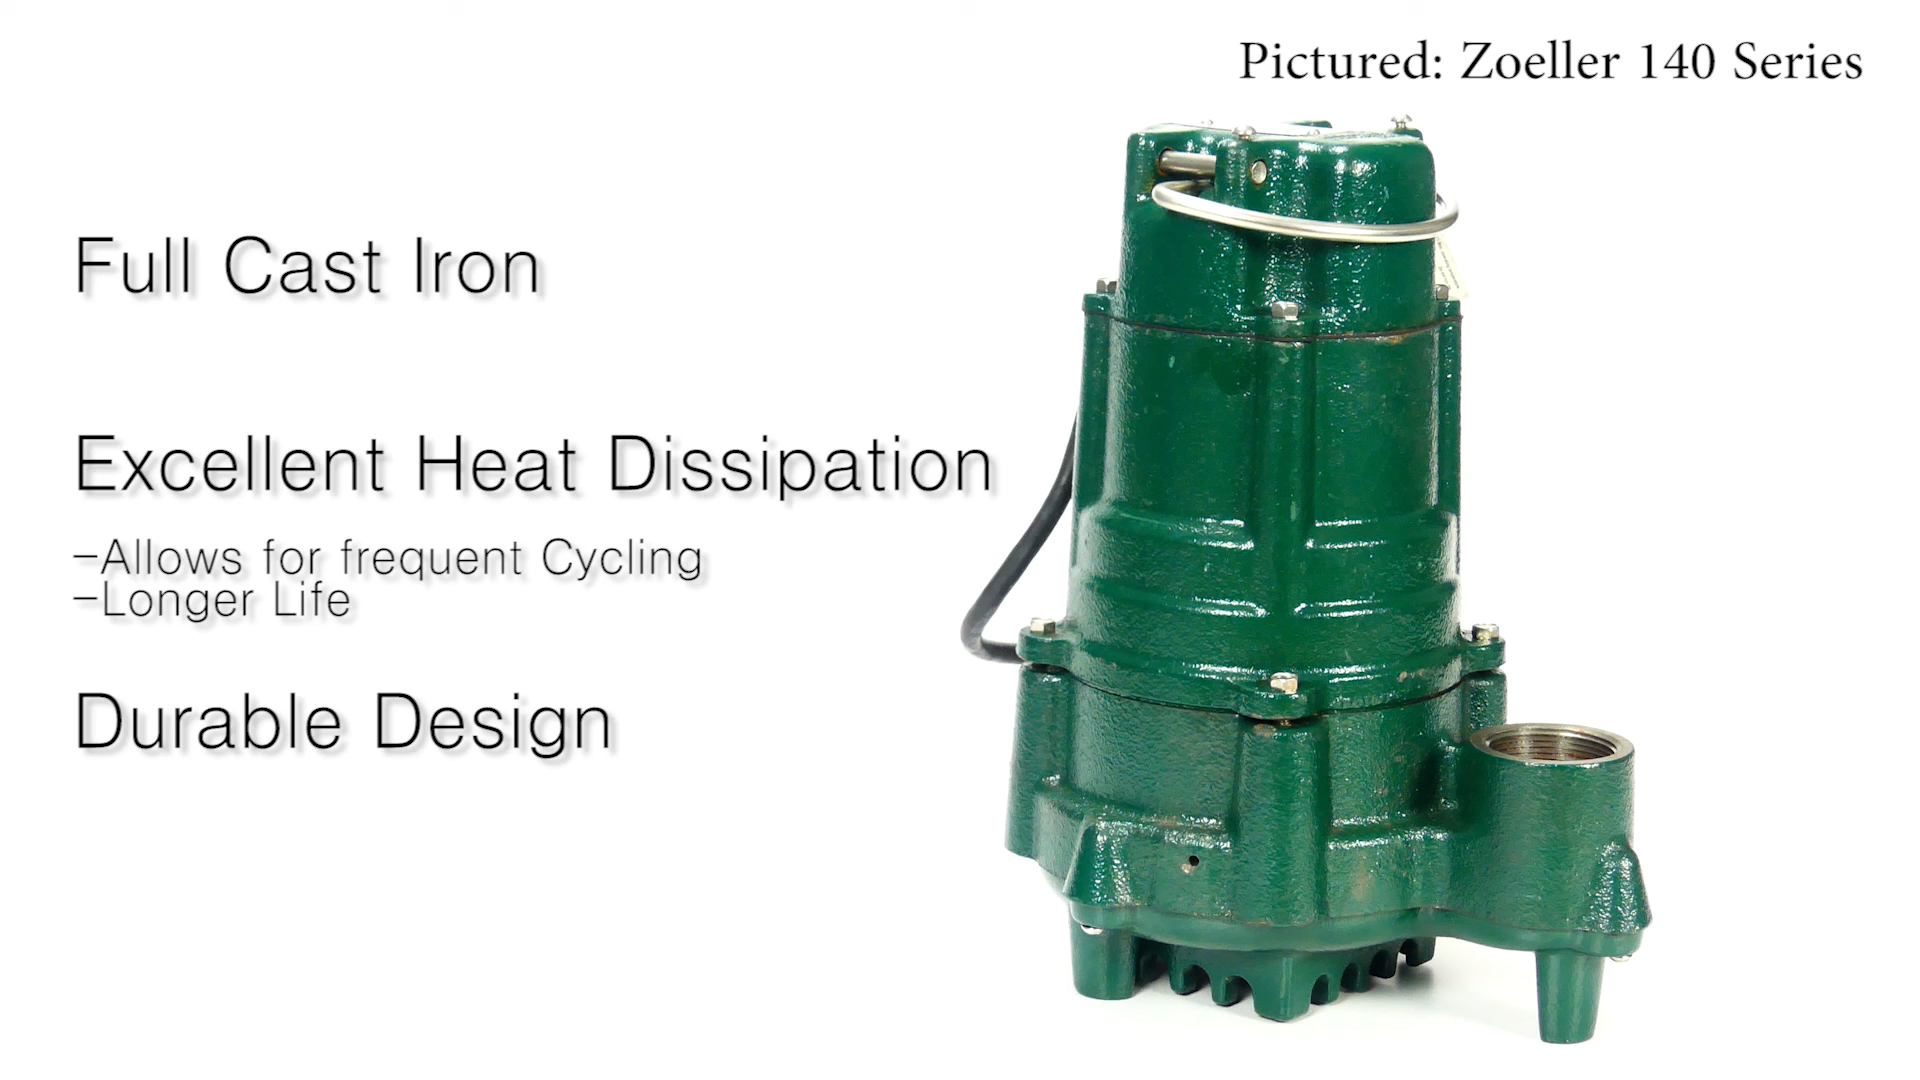 Pictured: Zoeller 140 Series
Full Cast Iron
Excellent Heat Dissipation
-Allows for frequent Cycling
-Longer Life
Durable Design